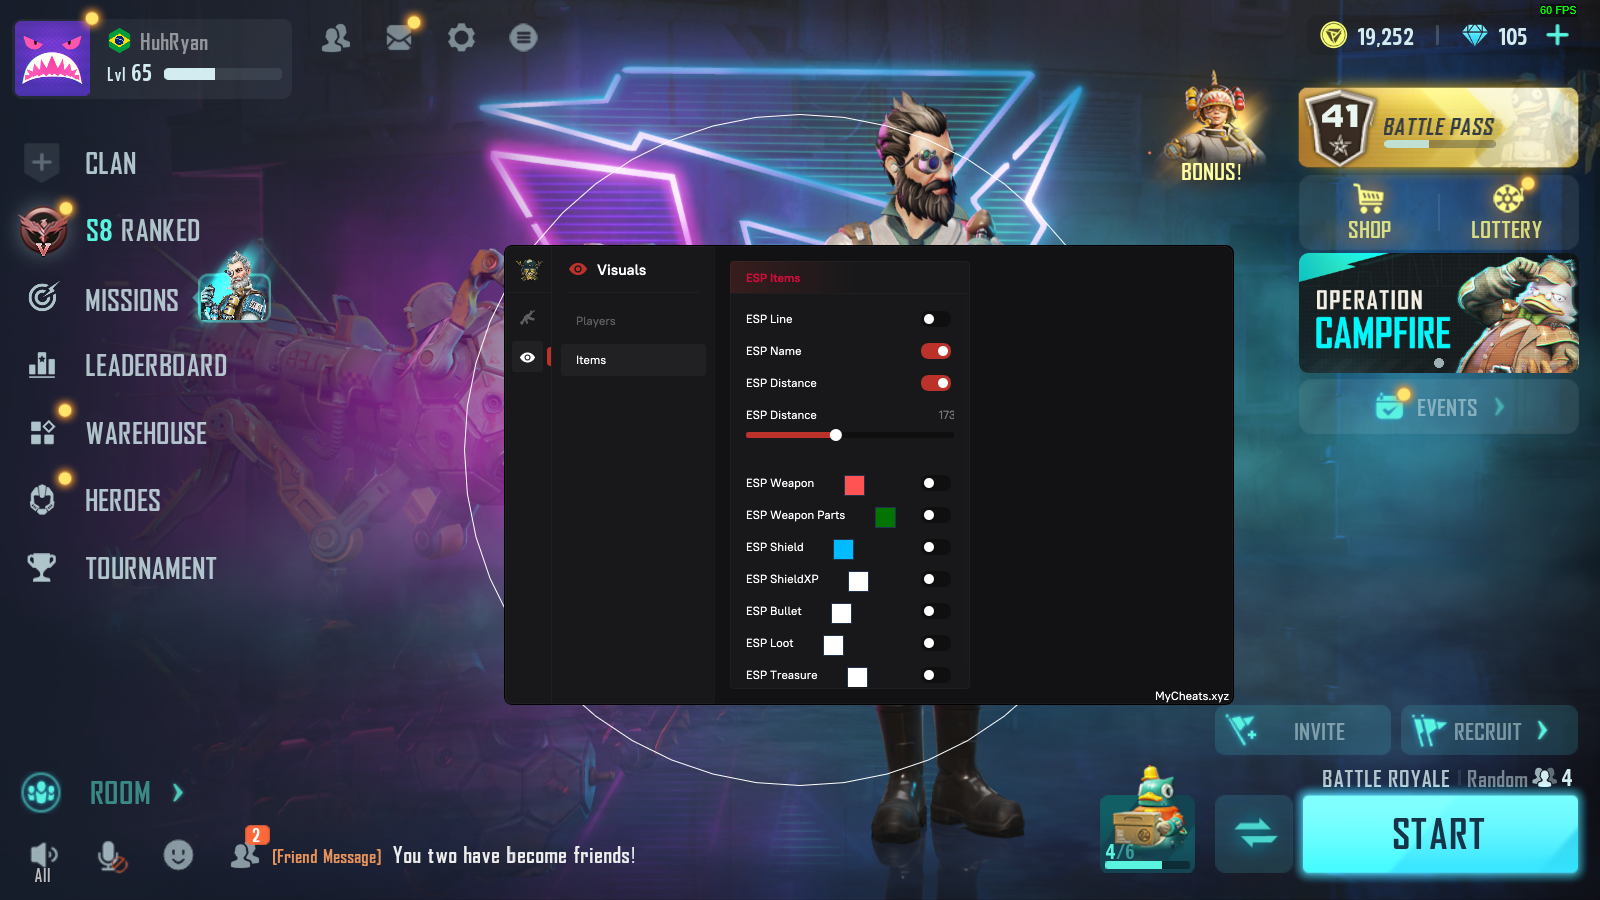 60 FPS
HuhRyan
Lvl 65
19,252
105
CLAN
S8 RANKED
MISSIONS
LEADERBOARD
WAREHOUSE
HEROES
TOURNAMENT
BONUS!
41
BATTLE PASS
SHOP
LOTTERY
OPERATION
CAMPFIRE
EVENTS
Visuals
Players
Items
ESP Items
ESP Line
ESP Name
ESP Distance
ESP Distance 173
ESP Weapon
ESP Weapon Parts
ESP Shield
ESP ShieldXP
ESP Bullet
ESP Loot
ESP Treasure
MyCheats.xyz
INVITE
RECRUIT
BATTLE ROYALE Random 4
START
4/6
ROOM
All
2
[Friend Message] You two have become friends!